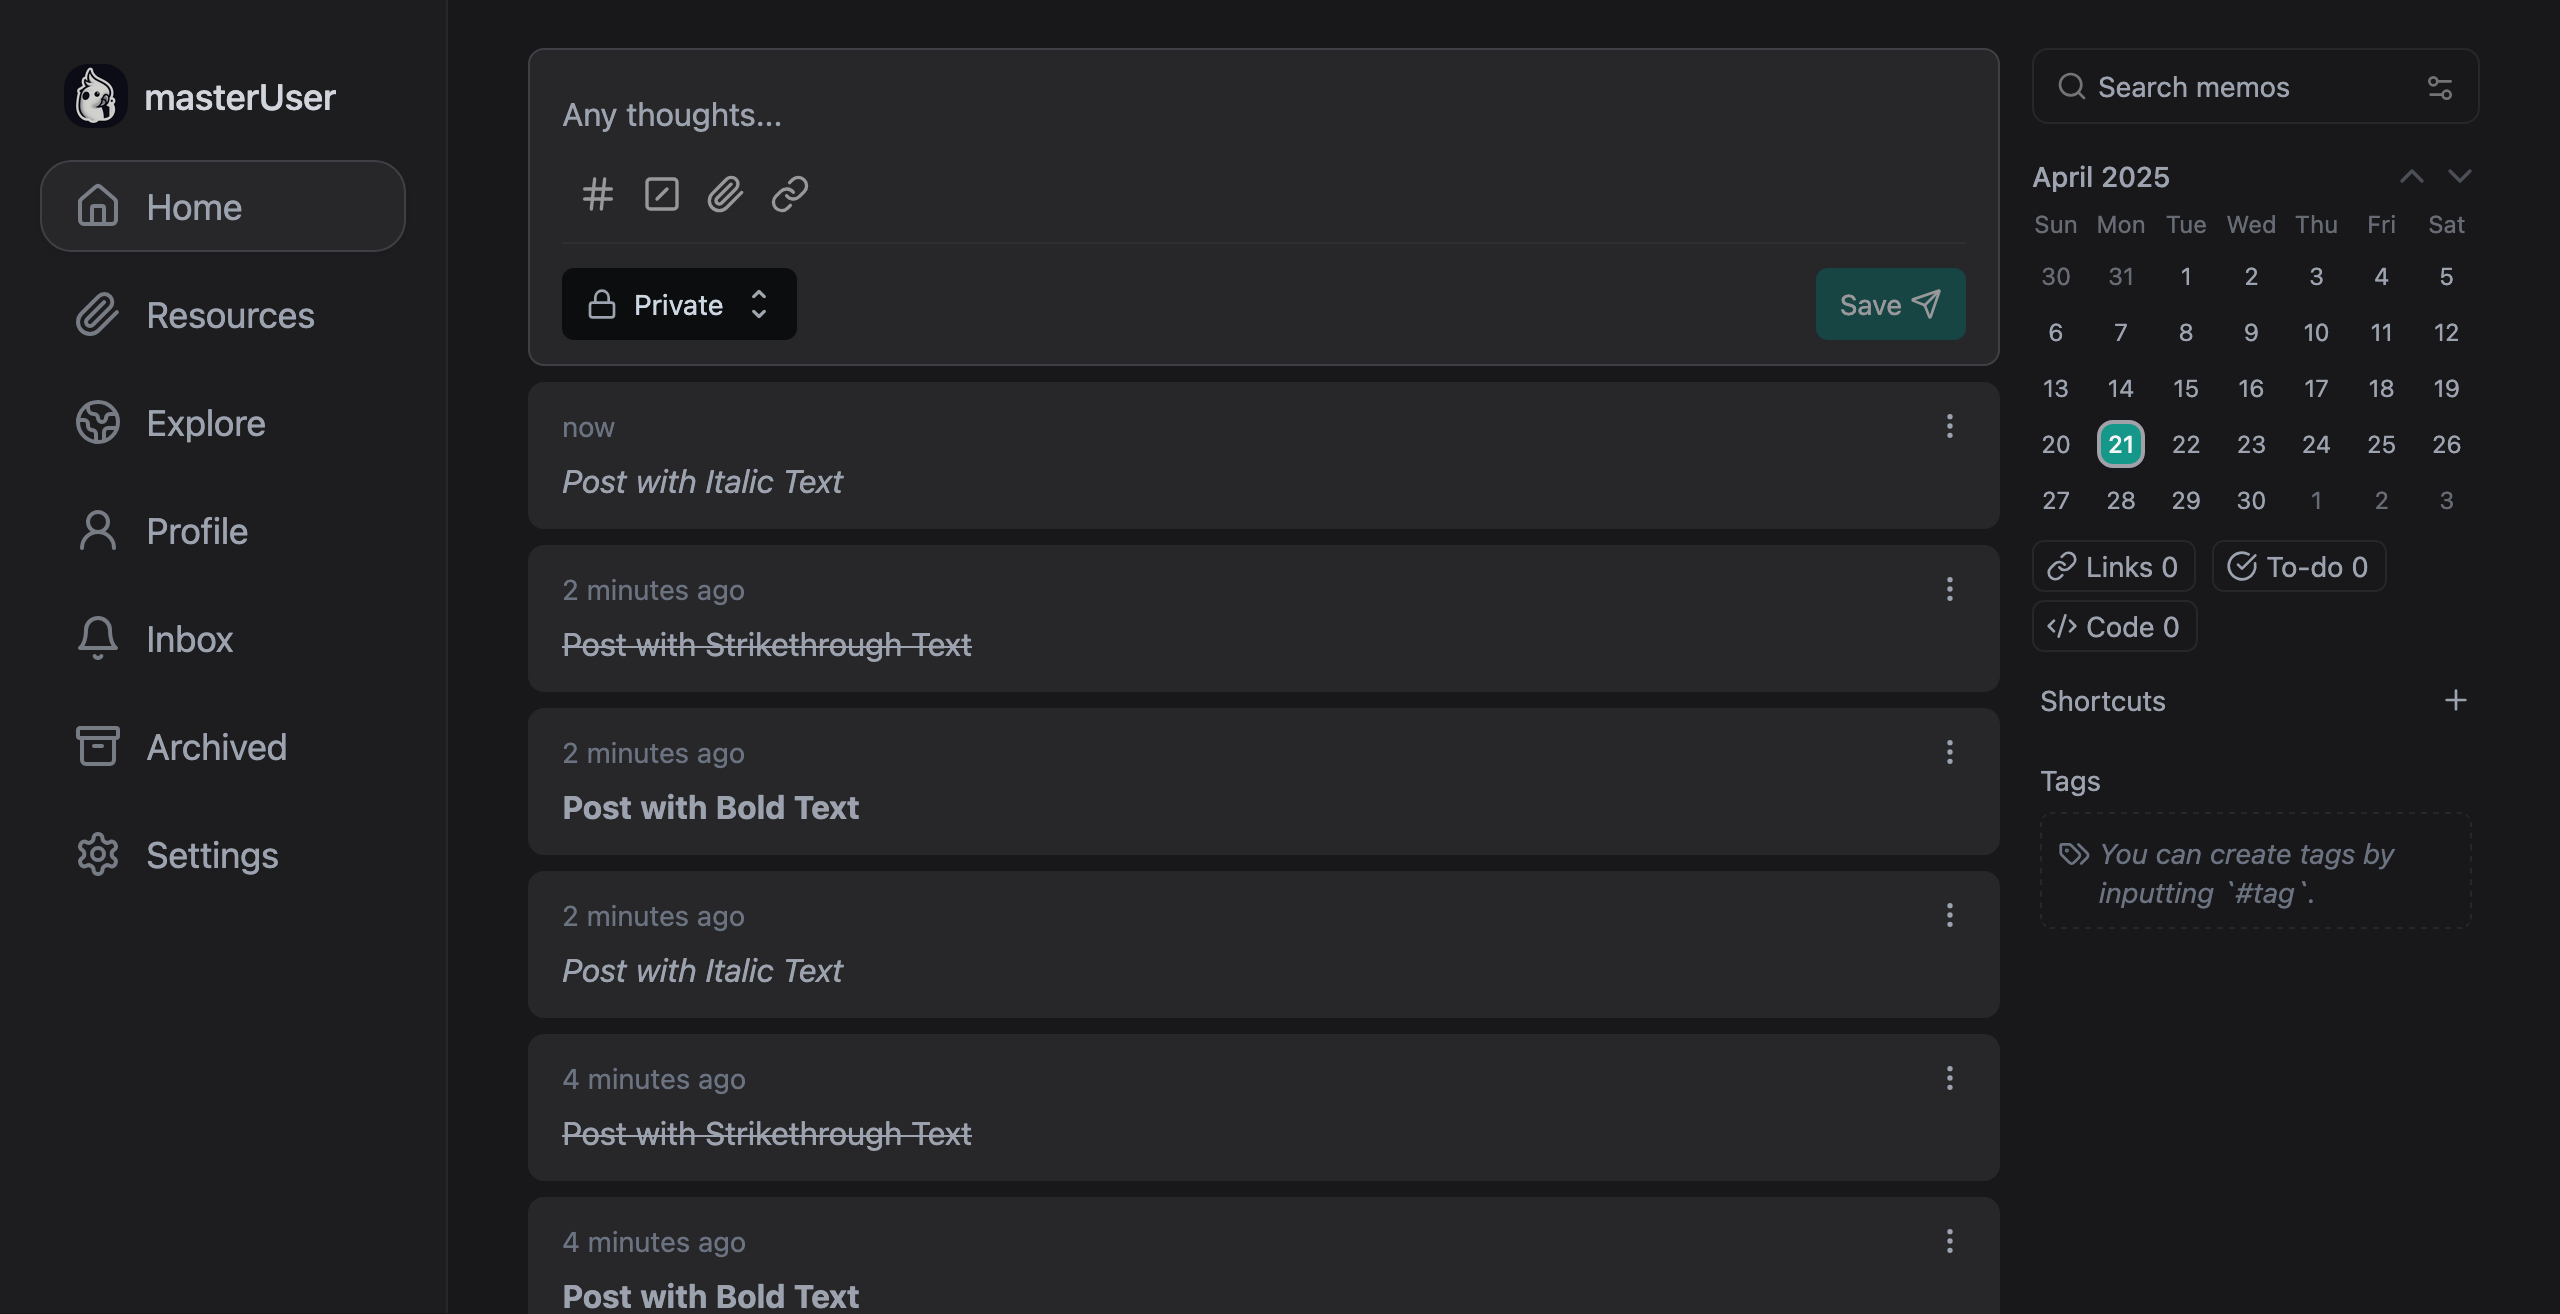 masterUser
Home
Resources
Explore
Profile
Inbox
Archived
Settings
Any thoughts...
Private
Save
now
Post with Italic Text
2 minutes ago
Post with Strikethrough Text
2 minutes ago
Post with Bold Text
2 minutes ago
Post with Italic Text
4 minutes ago
Post with Strikethrough Text
4 minutes ago
Post with Bold Text
Search memos
April 2025
Sun Mon Tue Wed Thu Fri Sat
30 31 1 2 3 4 5
6 7 8 9 10 11 12
13 14 15 16 17 18 19
20 21 22 23 24 25 26
27 28 29 30 1 2 3
Links 0 To-do 0
Code 0
Shortcuts
Tags
You can create tags by
inputting `#tag`.